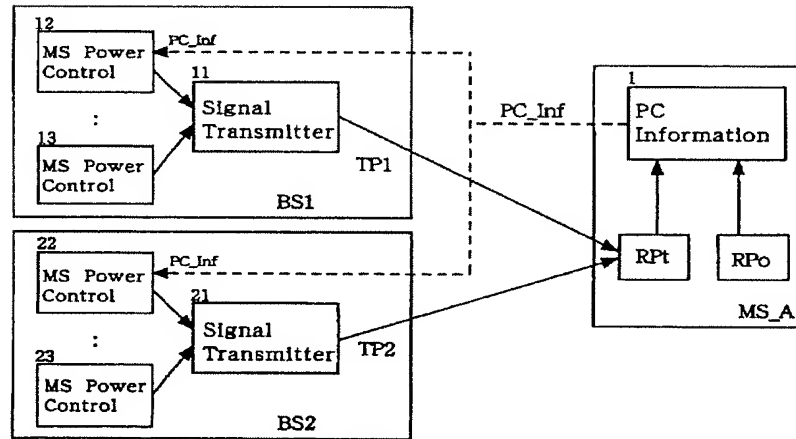 12
MS Power
Control
PC_Inf
11
Signal
Transmitter
:
13
MS Power
Control
TP1
BS1
22
MS Power
Control
PC_Inf
21
Signal
Transmitter
:
23
MS Power
Control
TP2
BS2
PC_Inf
1
PC
Information
RPt
RPo
MS_A